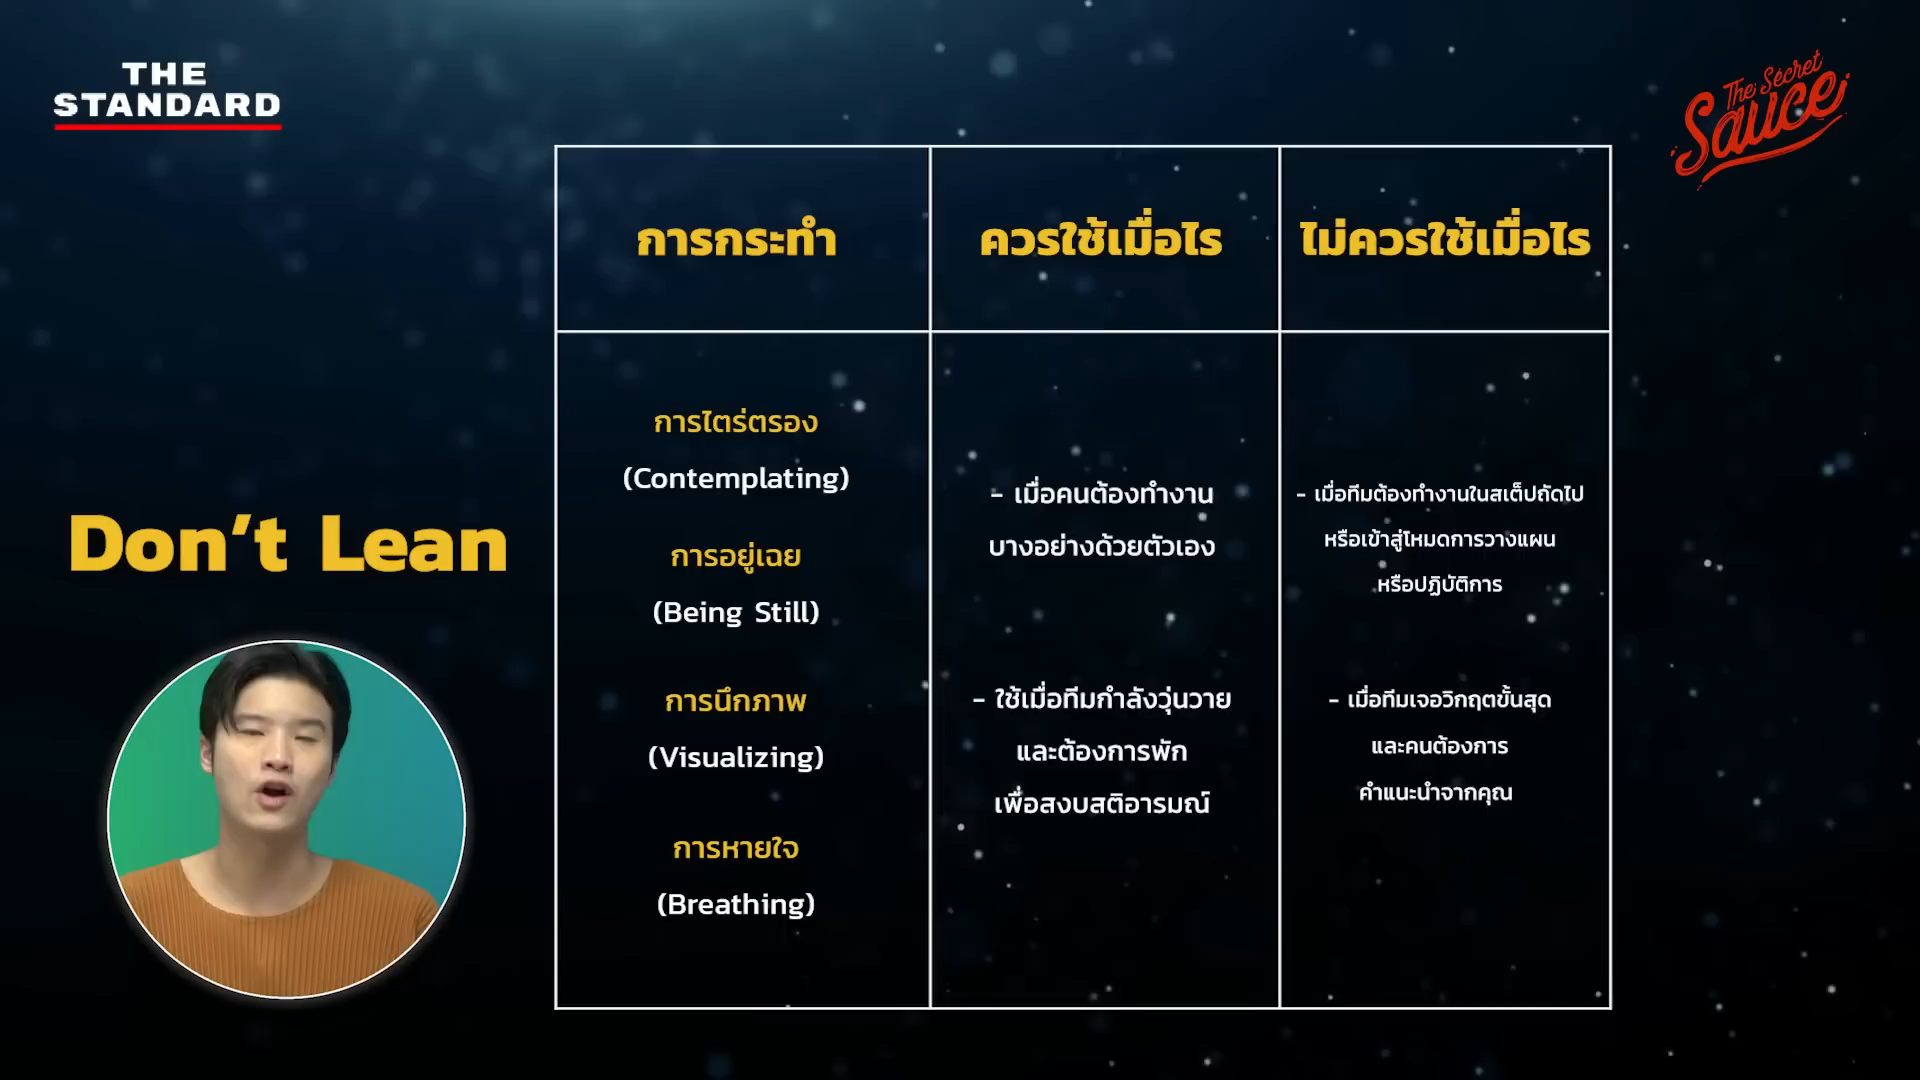 THE
STANDARD
The Secret
Sauce
Don’t Lean
การกระทำ
ควรใช้เมื่อไร
ไม่ควรใช้เมื่อไร
การไตร่ตรอง
(Contemplating)
การอยู่เฉย
(Being Still)
การนึกภาพ
(Visualizing)
การหายใจ
(Breathing)
- เมื่อคนต้องทำงาน
บางอย่างด้วยตัวเอง
- ใช้เมื่อทีมกำลังวุ่นวาย
และต้องการพัก
เพื่อสงบสติอารมณ์
- เมื่อทีมต้องทำงานในสเต็ปถัดไป
หรือเข้าสู่โหมดการวางแผน
หรือปฏิบัติการ
- เมื่อทีมเจอวิกฤตขั้นสุด
และคนต้องการ
คำแนะนำจากคุณ